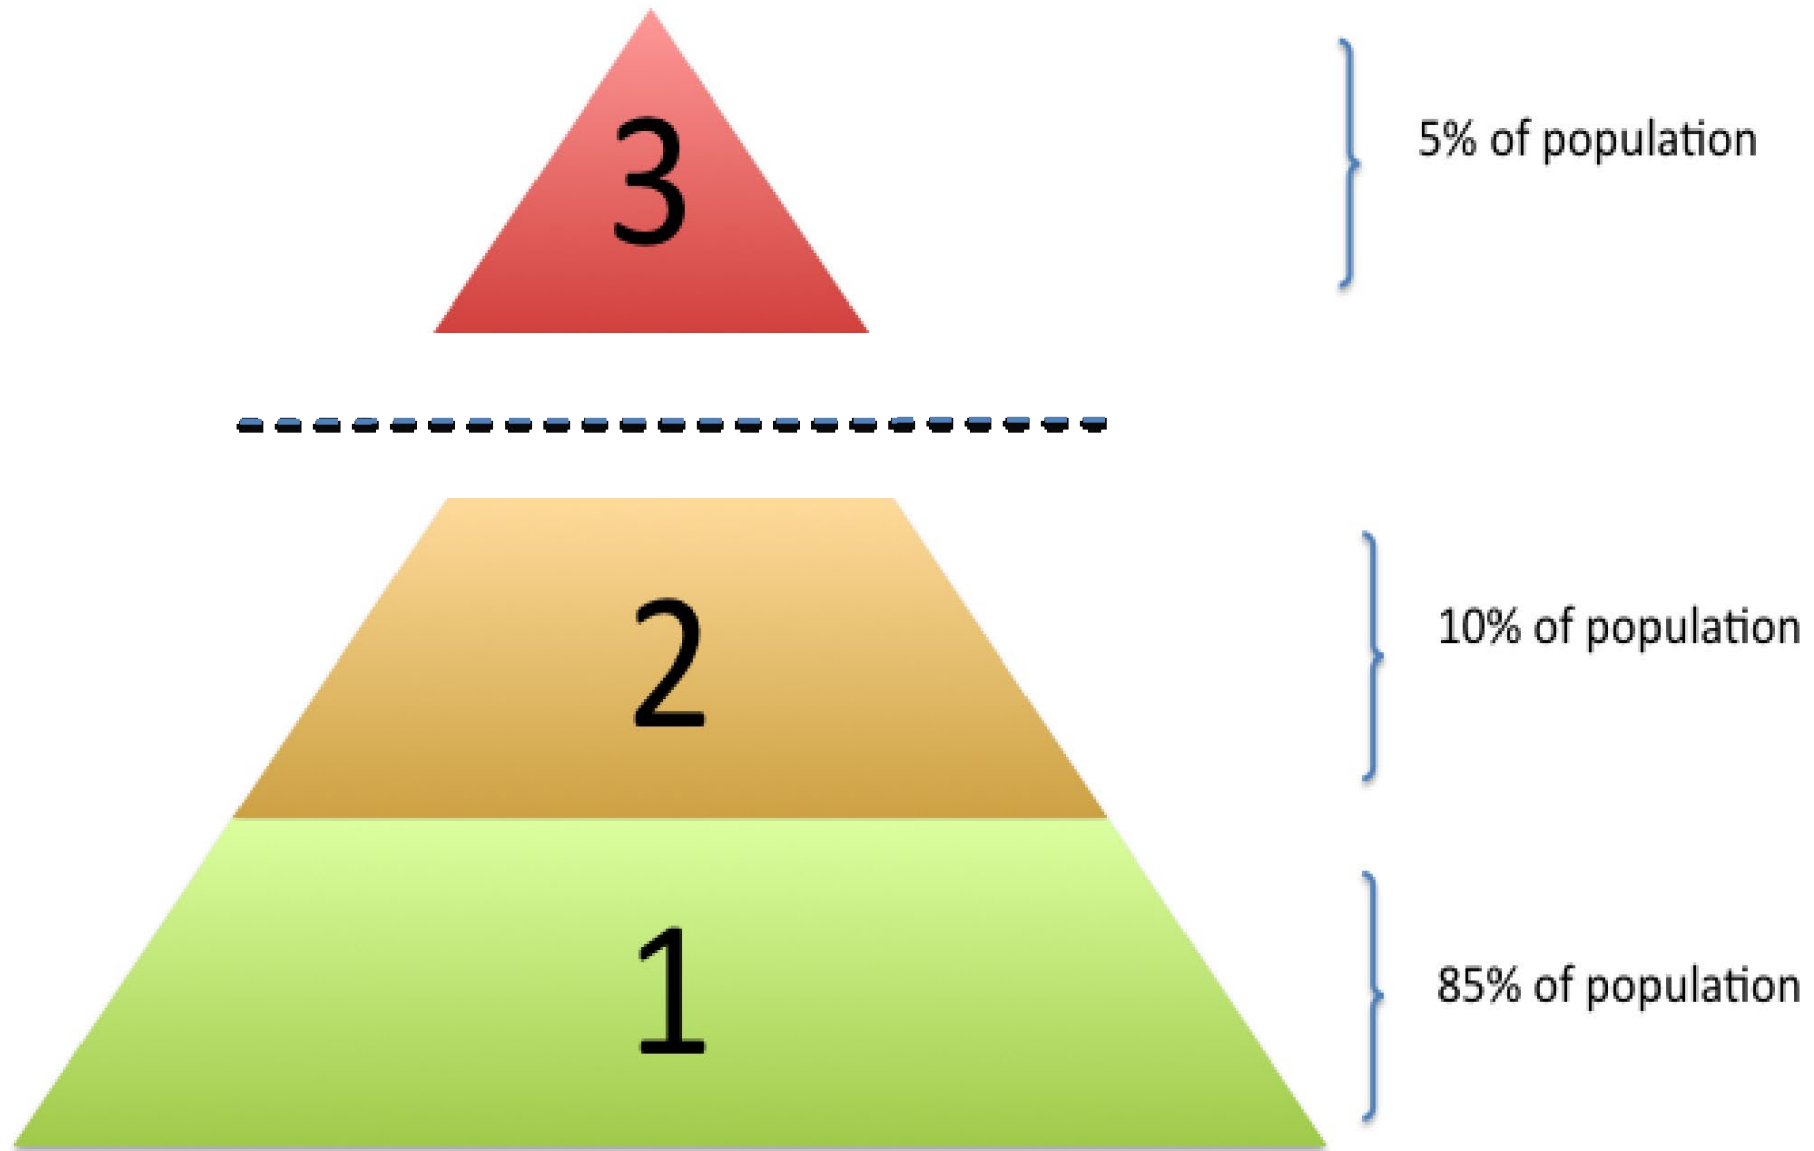 3
5% of population
2
10% of population
1
85% of population